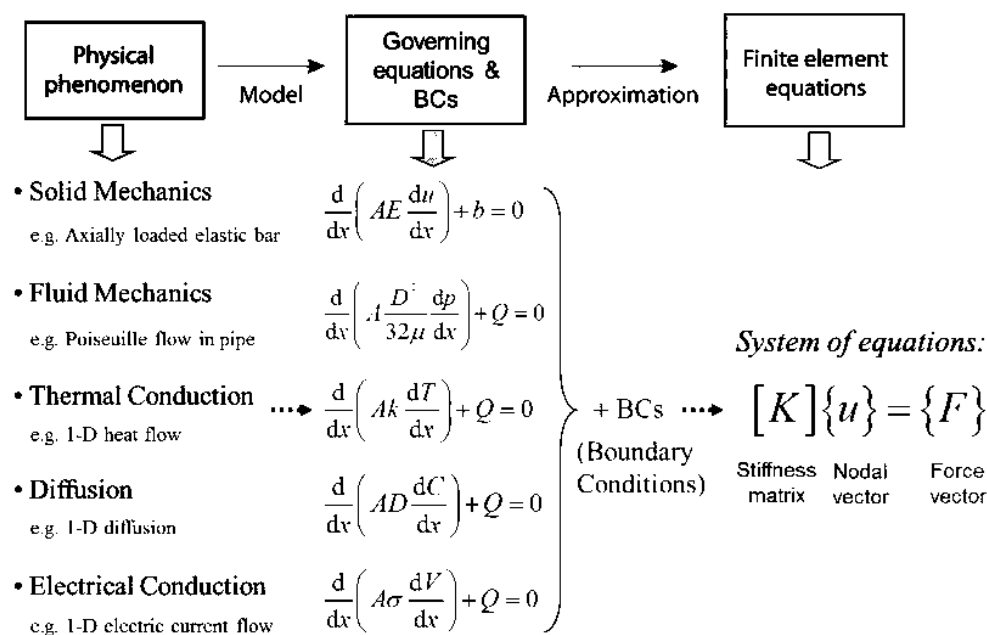 Physical
phenomenon
Model
Governing
equations &
BCs
Approximation
Finite element
equations
• Solid Mechanics
e.g. Axially loaded elastic bar
d/dx ( AE du/dx ) + b = 0
• Fluid Mechanics
e.g. Poiseuille flow in pipe
d/dx ( A D²/32μ dp/dx ) + Q = 0
• Thermal Conduction
e.g. 1-D heat flow
d/dx ( Ak dT/dx ) + Q = 0
• Diffusion
e.g. 1-D diffusion
d/dx ( AD dC/dx ) + Q = 0
• Electrical Conduction
e.g. 1-D electric current flow
d/dx ( Aσ dV/dx ) + Q = 0
+ BCs
(Boundary
Conditions)
System of equations:
[K]{u} = {F}
Stiffness
matrix
Nodal
vector
Force
vector